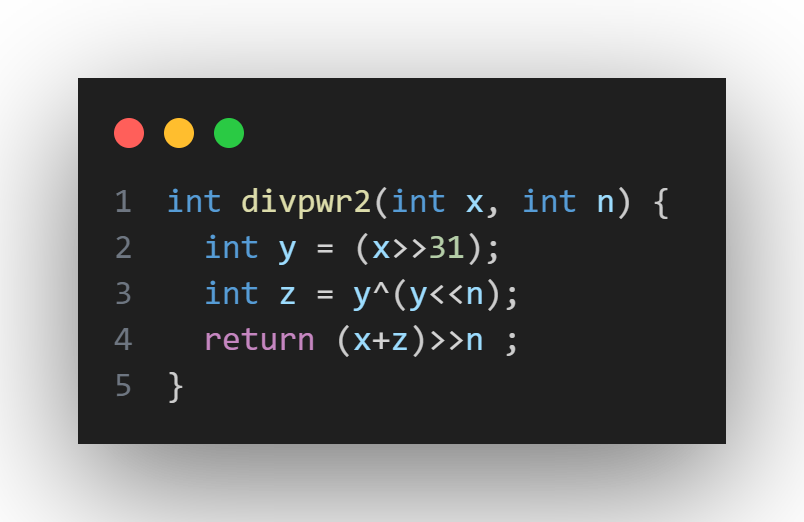 1 int divpwr2(int x, int n) {
2   int y = (x>>31);
3   int z = y^(y<<n);
4   return (x+z)>>n ;
5 }